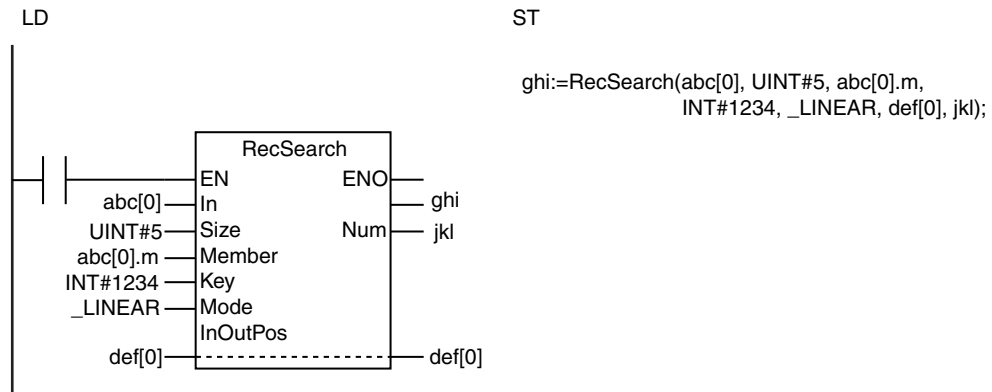 LD
ST
ghi:=RecSearch(abc[0], UINT#5, abc[0].m,
INT#1234, _LINEAR, def[0], jkl);
RecSearch
EN ENO
abc[0] In ghi
UINT#5 Size Num jkl
abc[0].m Member
INT#1234 Key
_LINEAR Mode
InOutPos
def[0] def[0]